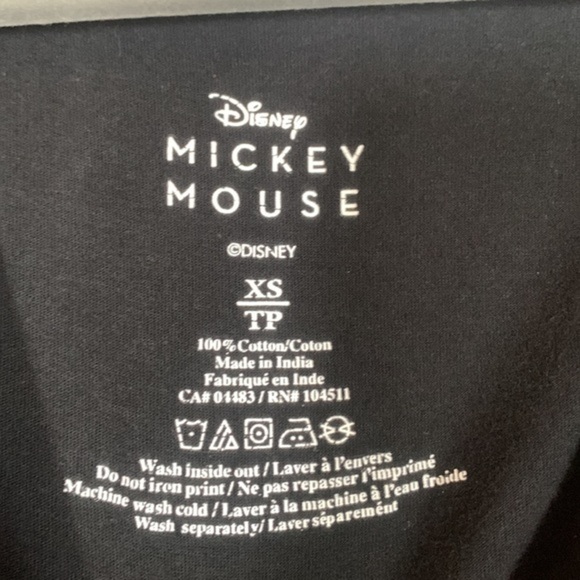 Disney
MICKEY
MOUSE
©DISNEY
XS
TP
100% Cotton/Coton
Made in India
Fabriqué en Inde
CA# 04483 / RN# 104511
Wash inside out / Laver à l'envers
Do not iron print / Ne pas repasser l'imprimé
Machine wash cold / Laver à la machine à l'eau froide
Wash separately/ Laver séparemént